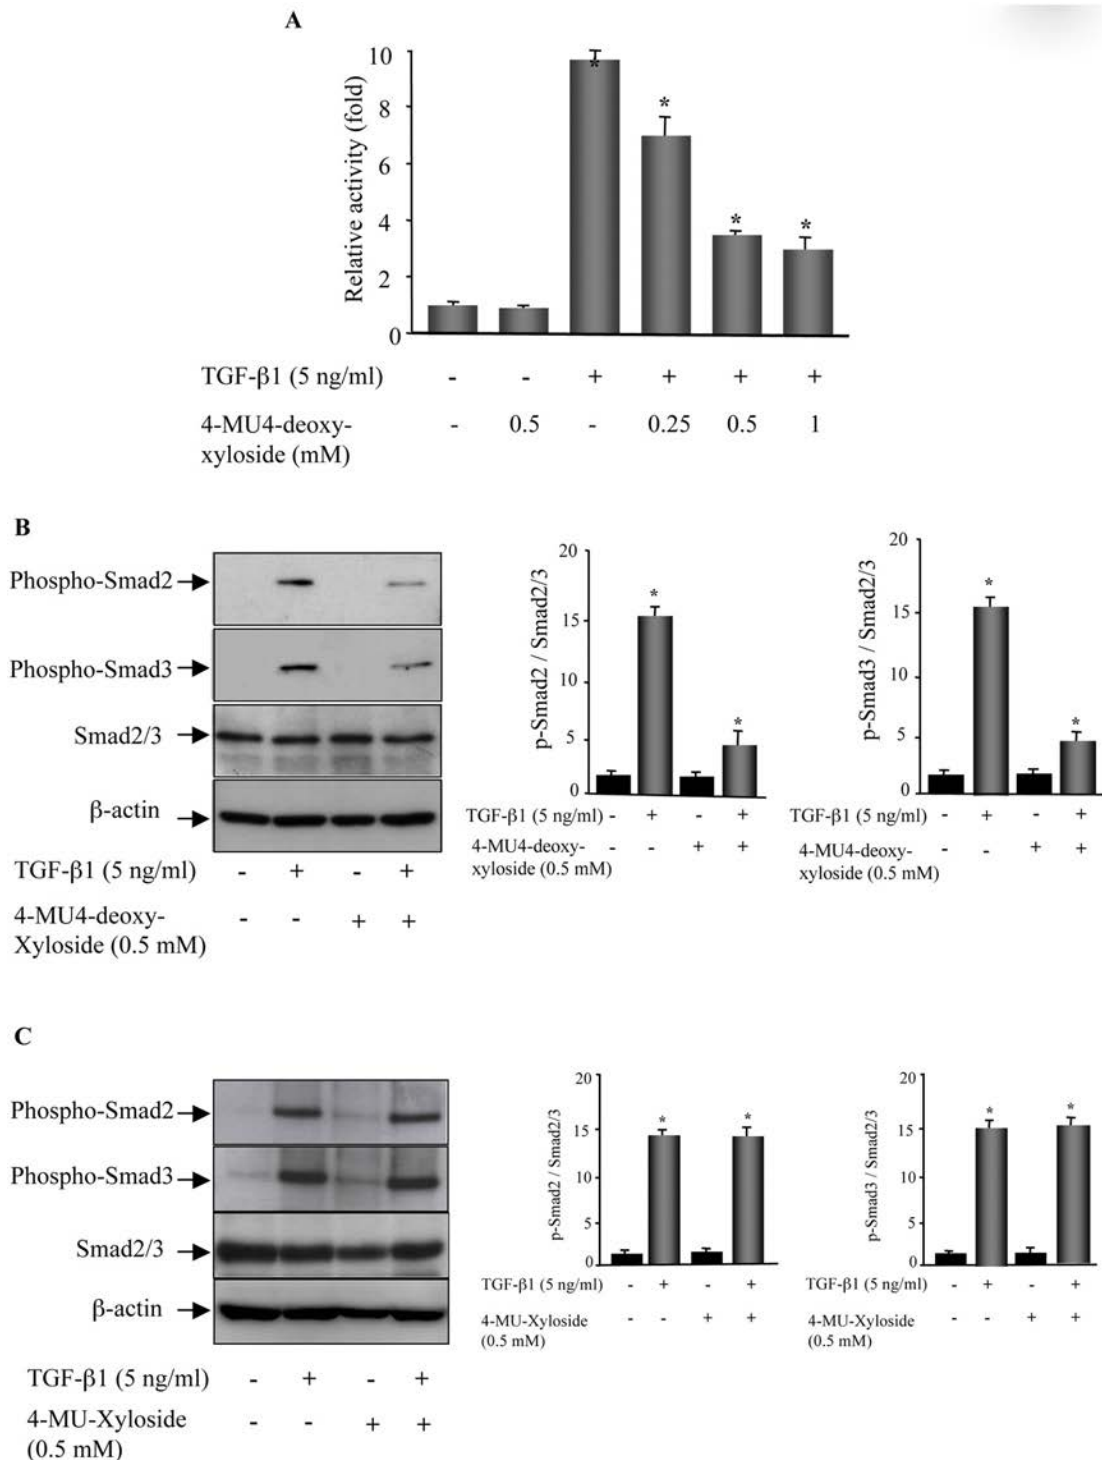 A
10
8
6
4
2
0
Relative activity (fold)
*
*
*
*
TGF-β1 (5 ng/ml) - - + + + +
4-MU4-deoxy- - 0.5 - 0.25 0.5 1
xyloside (mM)
B
Phospho-Smad2
Phospho-Smad3
Smad2/3
β-actin
TGF-β1 (5 ng/ml) - + - +
4-MU4-deoxy- - - + +
Xyloside (0.5 mM)
20
15
10
5
0
p-Smad2 / Smad2/3
*
*
TGF-β1 (5 ng/ml) - + - +
4-MU4-deoxy- - - + +
xyloside (0.5 mM)
20
15
10
5
0
p-Smad3 / Smad2/3
*
*
TGF-β1 (5 ng/ml) - + - +
4-MU4-deoxy- - - + +
xyloside (0.5 mM)
C
Phospho-Smad2
Phospho-Smad3
Smad2/3
β-actin
TGF-β1 (5 ng/ml) - + - +
4-MU-Xyloside - - + +
(0.5 mM)
20
15
10
5
0
p-Smad2 / Smad2/3
*
*
TGF-β1 (5 ng/ml) - + - +
4-MU-Xyloside - - + +
(0.5 mM)
20
15
10
5
0
p-Smad3 / Smad2/3
*
*
TGF-β1 (5 ng/ml) - + - +
4-MU-Xyloside - - + +
(0.5 mM)